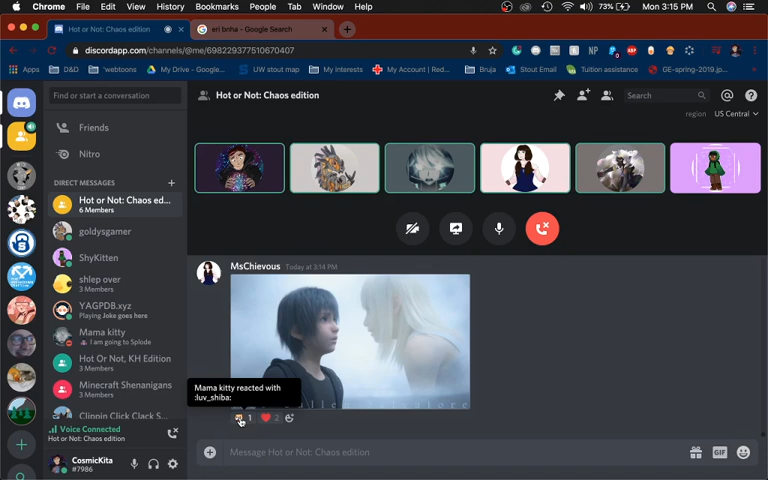 Chrome File Edit View History Bookmarks People Tab Window Help 73% Mon 3:15 PM
Hot or Not: Chaos edition
eri bnha - Google Search
discordapp.com/channels/@me/698229377510670407
Apps D&D 'webtoons My Drive - Google... UW stout map My interests My Account | Red... Bruja Stout Email Tuition assistance GE-spring-2019.jp...
Find or start a conversation
Hot or Not: Chaos edition
Search
region US Central
Friends
Nitro
DIRECT MESSAGES
Hot or Not: Chaos ed...
6 Members
goldysgamer
ShyKitten
shlep over
3 Members
YAGPDB.xyz
Playing Joke goes here
Mama kitty
I am going to Splode
Hot Or Not, KH Edition
3 Members
Minecraft Shenanigans
3 Members
Clippin Click Clack S...
Voice Connected
Hot or Not: Chaos edition
CosmicKita
#7986
MsChievous Today at 3:14 PM
Mama kitty reacted with
:luv_shiba:
1 2
Message Hot or Not: Chaos edition
GIF